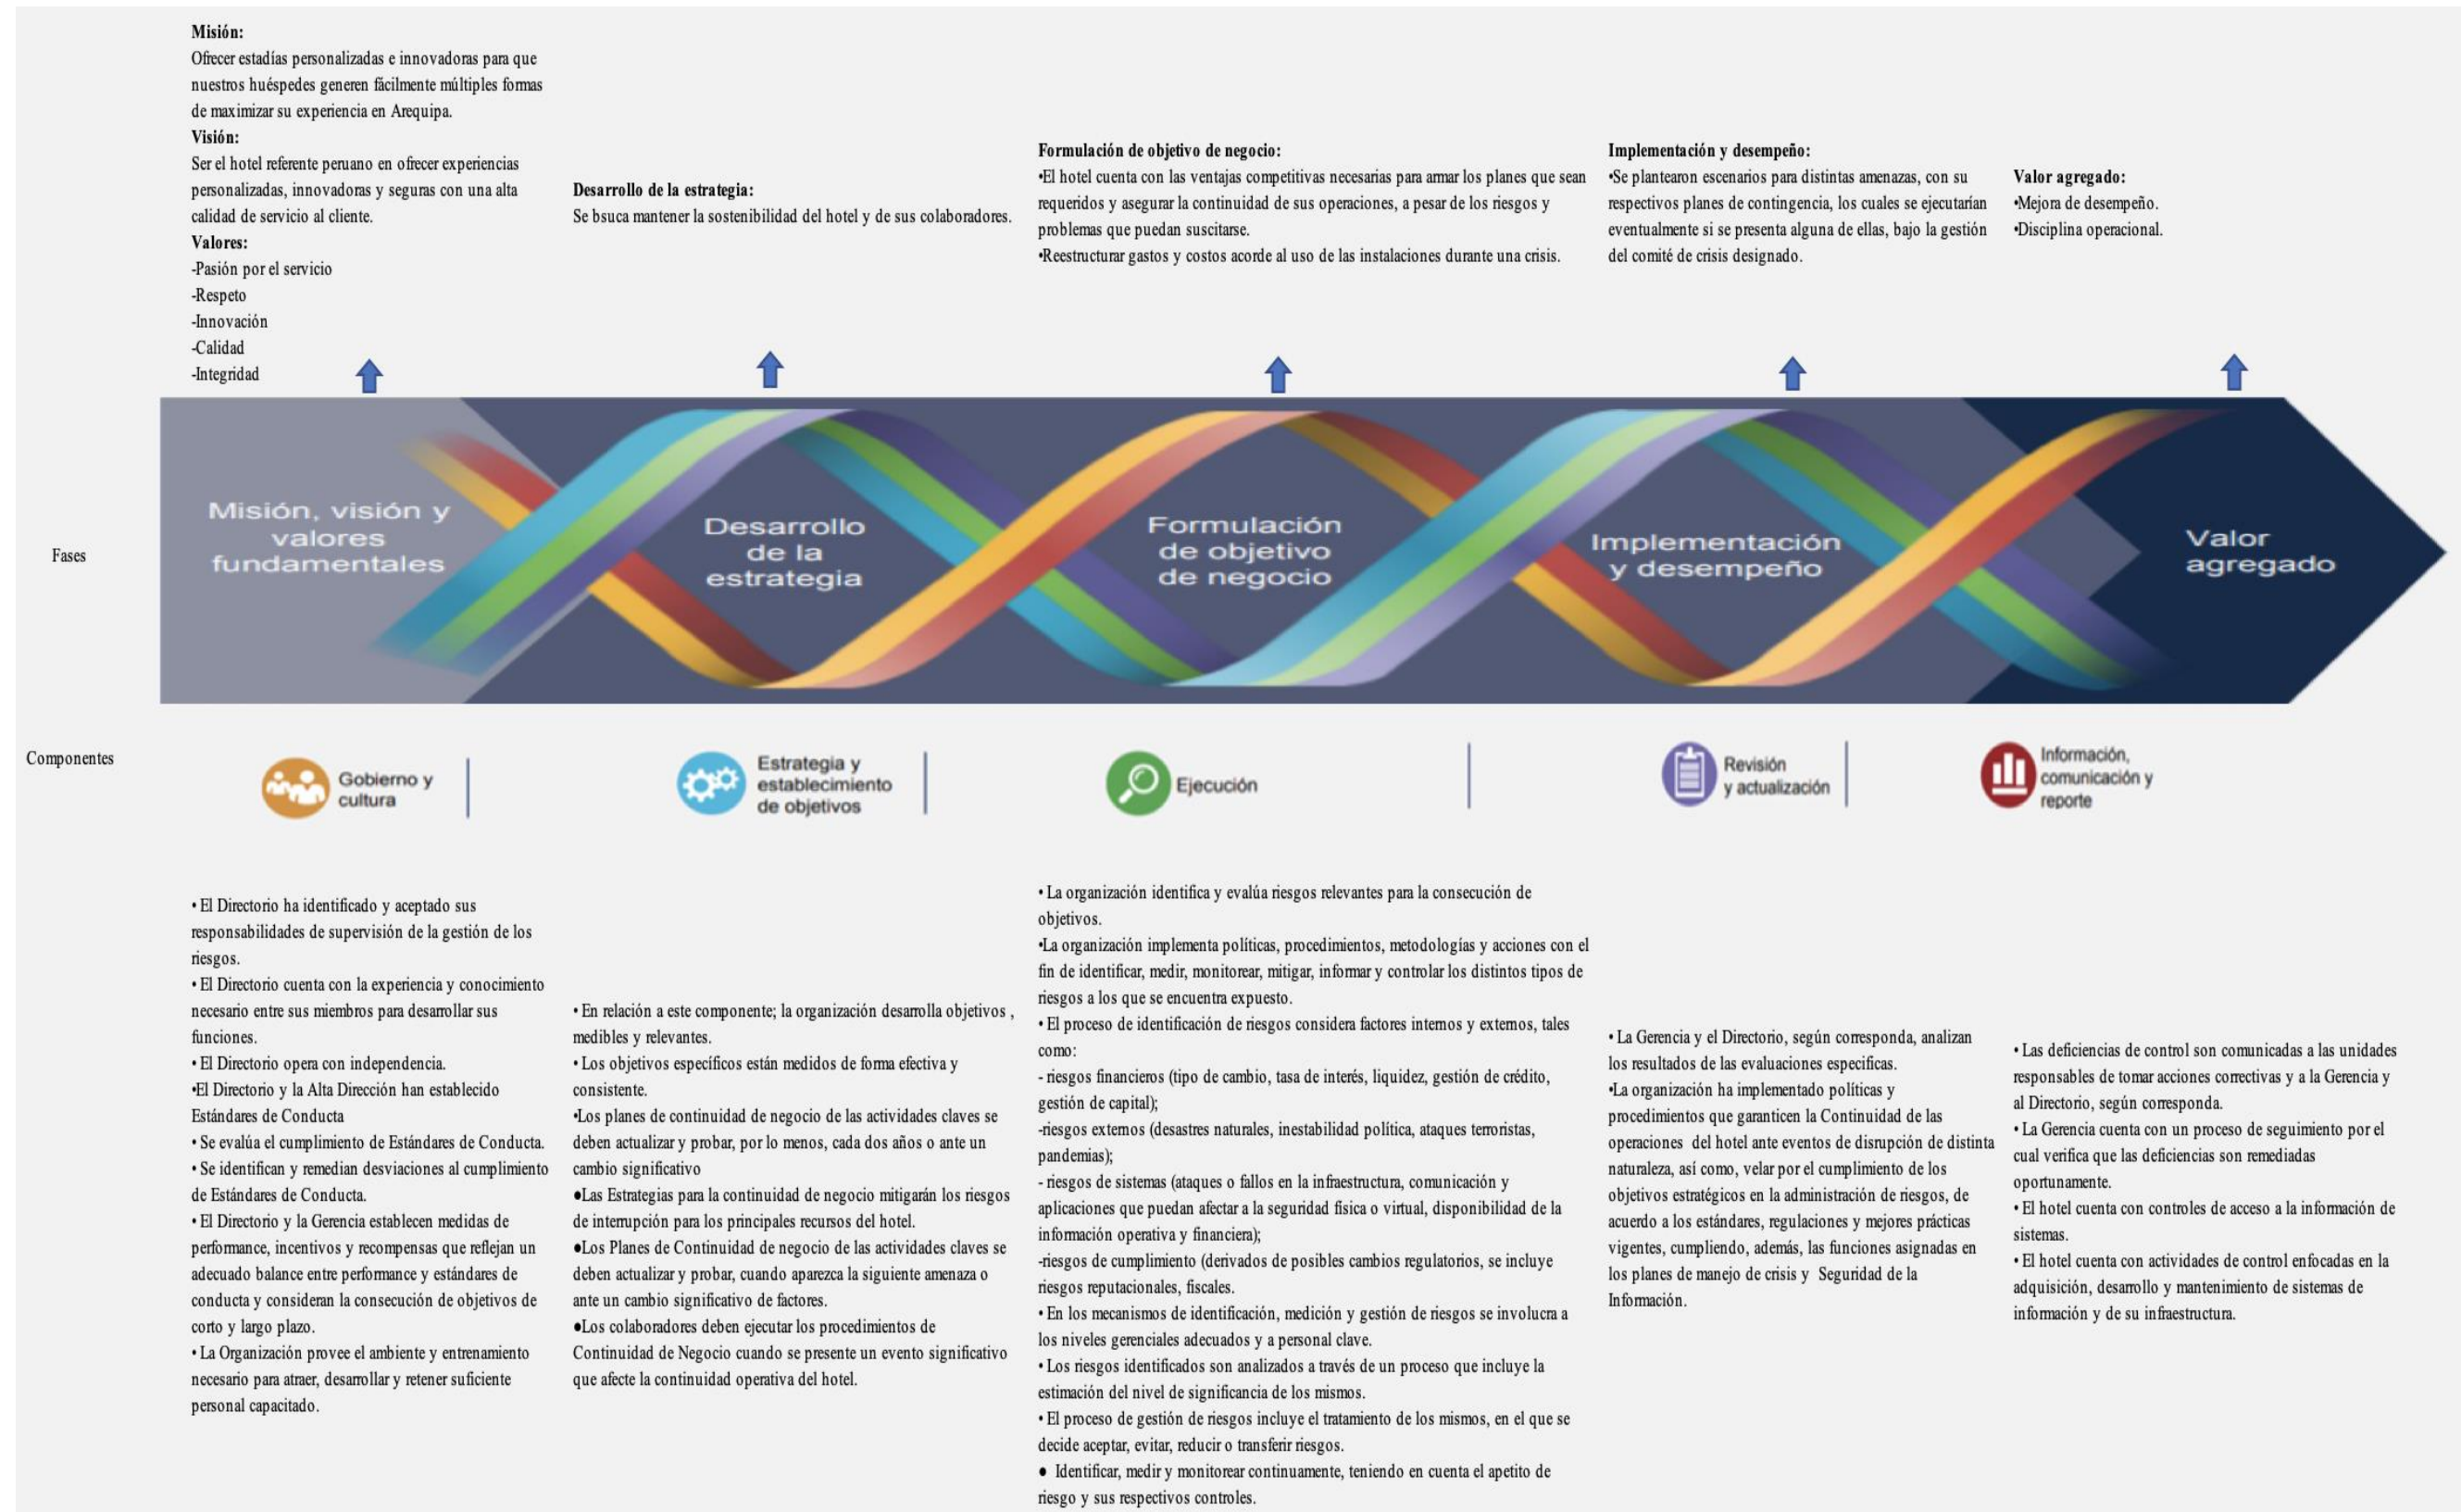 Misión:
Ofrecer estadías personalizadas e innovadoras para que
nuestros huéspedes generen fácilmente múltiples formas
de maximizar su experiencia en Arequipa.
Visión:
Ser el hotel referente peruano en ofrecer experiencias
personalizadas, innovadoras y seguras con una alta
calidad de servicio al cliente.
Valores:
-Pasión por el servicio
-Respeto
-Innovación
-Calidad
-Integridad
Desarrollo de la estrategia:
Se bsuca mantener la sostenibilidad del hotel y de sus colaboradores.
Formulación de objetivo de negocio:
•El hotel cuenta con las ventajas competitivas necesarias para armar los planes que sean
requeridos y asegurar la continuidad de sus operaciones, a pesar de los riesgos y
problemas que puedan suscitarse.
•Reestructurar gastos y costos acorde al uso de las instalaciones durante una crisis.
Implementación y desempeño:
•Se plantearon escenarios para distintas amenazas, con su
respectivos planes de contingencia, los cuales se ejecutarían
eventualmente si se presenta alguna de ellas, bajo la gestión
del comité de crisis designado.
Valor agregado:
•Mejora de desempeño.
•Disciplina operacional.
Fases
Misión, visión y
valores
fundamentales
Desarrollo
de la
estrategia
Formulación
de objetivo
de negocio
Implementación
y desempeño
Valor
agregado
Componentes
Gobierno y
cultura
Estrategia y
establecimiento
de objetivos
Ejecución
Revisión
y actualización
Información,
comunicación y
reporte
• El Directorio ha identificado y aceptado sus
responsabilidades de supervisión de la gestión de los
riesgos.
• El Directorio cuenta con la experiencia y conocimiento
necesario entre sus miembros para desarrollar sus
funciones.
• El Directorio opera con independencia.
•El Directorio y la Alta Dirección han establecido
Estándares de Conducta
• Se evalúa el cumplimiento de Estándares de Conducta.
• Se identifican y remedian desviaciones al cumplimiento
de Estándares de Conducta.
• El Directorio y la Gerencia establecen medidas de
performance, incentivos y recompensas que reflejan un
adecuado balance entre performance y estándares de
conducta y consideran la consecución de objetivos de
corto y largo plazo.
• La Organización provee el ambiente y entrenamiento
necesario para atraer, desarrollar y retener suficiente
personal capacitado.
• En relación a este componente; la organización desarrolla objetivos ,
medibles y relevantes.
• Los objetivos específicos están medidos de forma efectiva y
consistente.
•Los planes de continuidad de negocio de las actividades claves se
deben actualizar y probar, por lo menos, cada dos años o ante un
cambio significativo
●Las Estrategias para la continuidad de negocio mitigarán los riesgos
de interrupción para los principales recursos del hotel.
●Los Planes de Continuidad de negocio de las actividades claves se
deben actualizar y probar, cuando aparezca la siguiente amenaza o
ante un cambio significativo de factores.
●Los colaboradores deben ejecutar los procedimientos de
Continuidad de Negocio cuando se presente un evento significativo
que afecte la continuidad operativa del hotel.
• La organización identifica y evalúa riesgos relevantes para la consecución de
objetivos.
•La organización implementa políticas, procedimientos, metodologías y acciones con el
fin de identificar, medir, monitorear, mitigar, informar y controlar los distintos tipos de
riesgos a los que se encuentra expuesto.
• El proceso de identificación de riesgos considera factores internos y externos, tales
como:
- riesgos financieros (tipo de cambio, tasa de interés, liquidez, gestión de crédito,
gestión de capital);
-riesgos externos (desastres naturales, inestabilidad política, ataques terroristas,
pandemias);
- riesgos de sistemas (ataques o fallos en la infraestructura, comunicación y
aplicaciones que puedan afectar a la seguridad física o virtual, disponibilidad de la
información operativa y financiera);
-riesgos de cumplimiento (derivados de posibles cambios regulatorios, se incluye
riesgos reputacionales, fiscales.
• En los mecanismos de identificación, medición y gestión de riesgos se involucra a
los niveles gerenciales adecuados y a personal clave.
• Los riesgos identificados son analizados a través de un proceso que incluye la
estimación del nivel de significancia de los mismos.
• El proceso de gestión de riesgos incluye el tratamiento de los mismos, en el que se
decide aceptar, evitar, reducir o transferir riesgos.
● Identificar, medir y monitorear continuamente, teniendo en cuenta el apetito de
riesgo y sus respectivos controles.
• La Gerencia y el Directorio, según corresponda, analizan
los resultados de las evaluaciones especificas.
•La organización ha implementado políticas y
procedimientos que garanticen la Continuidad de las
operaciones del hotel ante eventos de disrupción de distinta
naturaleza, así como, velar por el cumplimiento de los
objetivos estratégicos en la administración de riesgos, de
acuerdo a los estándares, regulaciones y mejores prácticas
vigentes, cumpliendo, además, las funciones asignadas en
los planes de manejo de crisis y Seguridad de la
Información.
• Las deficiencias de control son comunicadas a las unidades
responsables de tomar acciones correctivas y a la Gerencia y
al Directorio, según corresponda.
• La Gerencia cuenta con un proceso de seguimiento por el
cual verifica que las deficiencias son remediadas
oportunamente.
• El hotel cuenta con controles de acceso a la información de
sistemas.
• El hotel cuenta con actividades de control enfocadas en la
adquisición, desarrollo y mantenimiento de sistemas de
información y de su infraestructura.